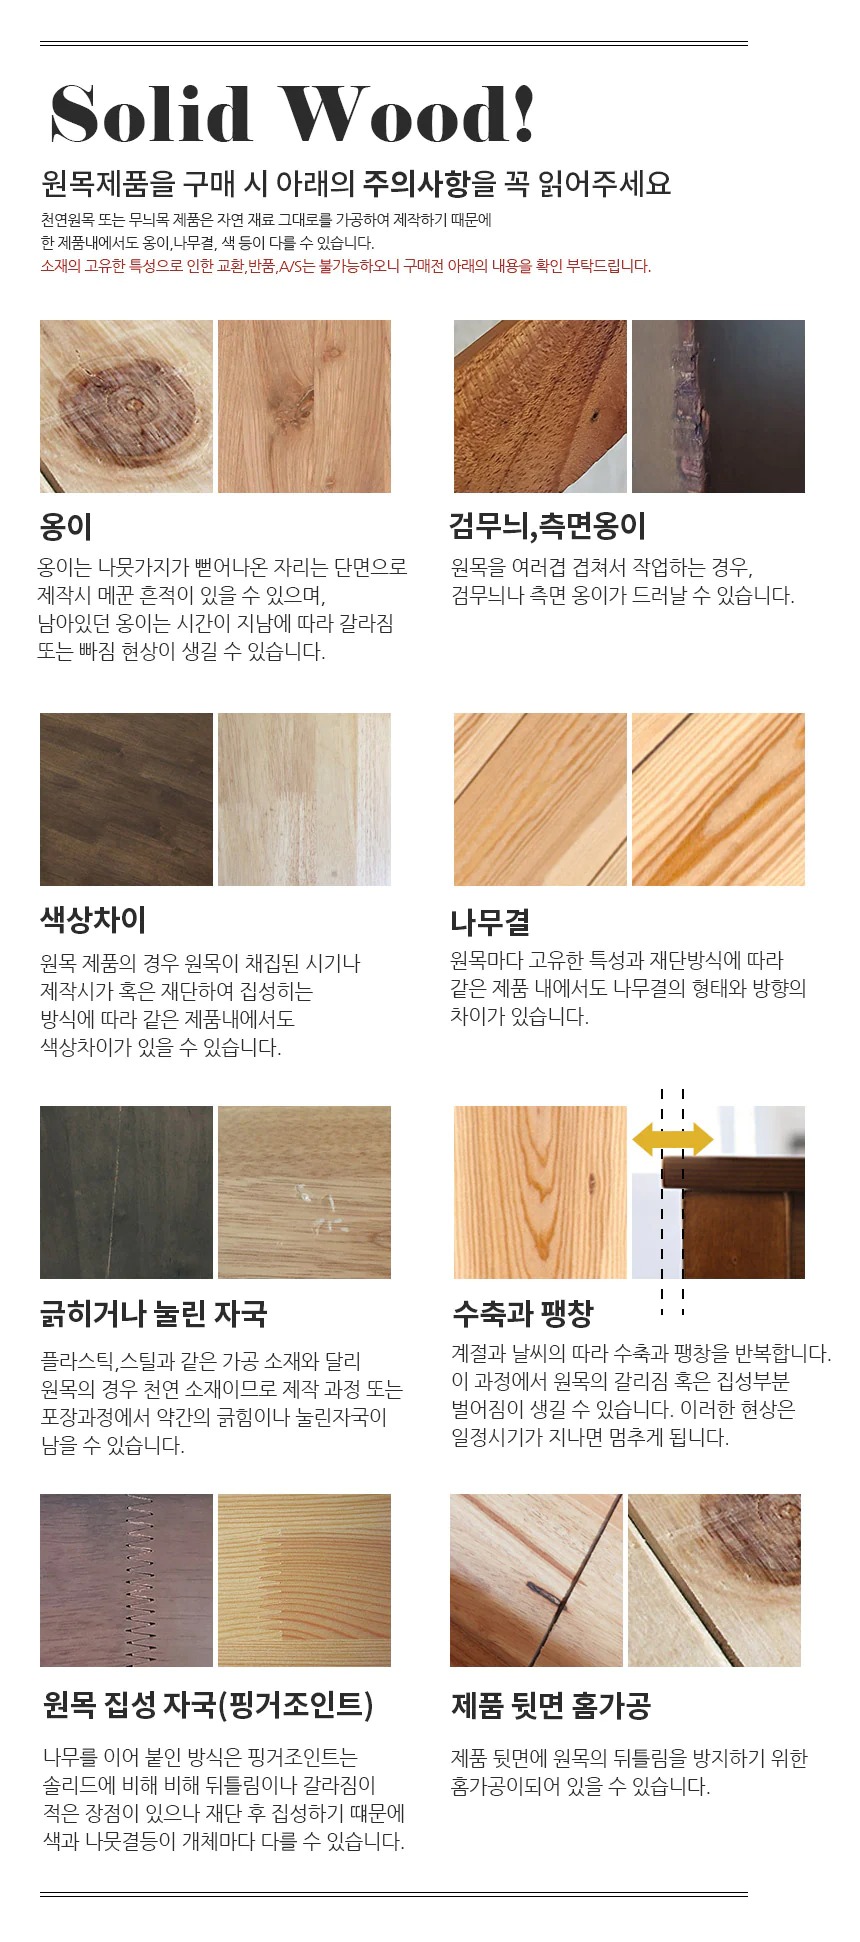 Solid Wood!
원목제품을 구매 시 아래의 주의사항을 꼭 읽어주세요
천연원목 또는 무늬목 제품은 자연 재료 그대로를 가공하여 제작하기 때문에
한 제품내에서도 옹이,나무결, 색 등이 다를 수 있습니다.
소재의 고유한 특성으로 인한 교환,반품,A/S는 불가능하오니 구매전 아래의 내용을 확인 부탁드립니다.
옹이
옹이는 나뭇가지가 뻗어나온 자리는 단면으로
제작시 메꾼 흔적이 있을 수 있으며,
남아있던 옹이는 시간이 지남에 따라 갈라짐
또는 빠짐 현상이 생길 수 있습니다.
검무늬,측면옹이
원목을 여러겹 겹쳐서 작업하는 경우,
검무늬나 측면 옹이가 드러날 수 있습니다.
색상차이
원목 제품의 경우 원목이 채집된 시기나
제작시가 혹은 재단하여 집성히는
방식에 따라 같은 제품내에서도
색상차이가 있을 수 있습니다.
나무결
원목마다 고유한 특성과 재단방식에 따라
같은 제품 내에서도 나무결의 형태와 방향의
차이가 있습니다.
긁히거나 눌린 자국
플라스틱,스틸과 같은 가공 소재와 달리
원목의 경우 천연 소재이므로 제작 과정 또는
포장과정에서 약간의 긁힘이나 눌린자국이
남을 수 있습니다.
수축과 팽창
계절과 날씨의 따라 수축과 팽창을 반복합니다.
이 과정에서 원목의 갈리짐 혹은 집성부분
벌어짐이 생길 수 있습니다. 이러한 현상은
일정시기가 지나면 멈추게 됩니다.
원목 집성 자국(핑거조인트)
나무를 이어 붙인 방식은 핑거조인트는
솔리드에 비해 비해 뒤틀림이나 갈라짐이
적은 장점이 있으나 재단 후 집성하기 떄문에
색과 나뭇결등이 개체마다 다를 수 있습니다.
제품 뒷면 홈가공
제품 뒷면에 원목의 뒤틀림을 방지하기 위한
홈가공이되어 있을 수 있습니다.